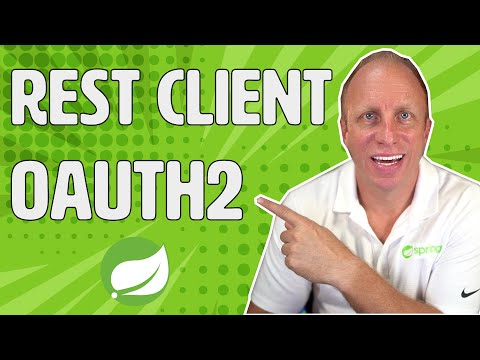 REST CLIENT
OAUTH2
spring